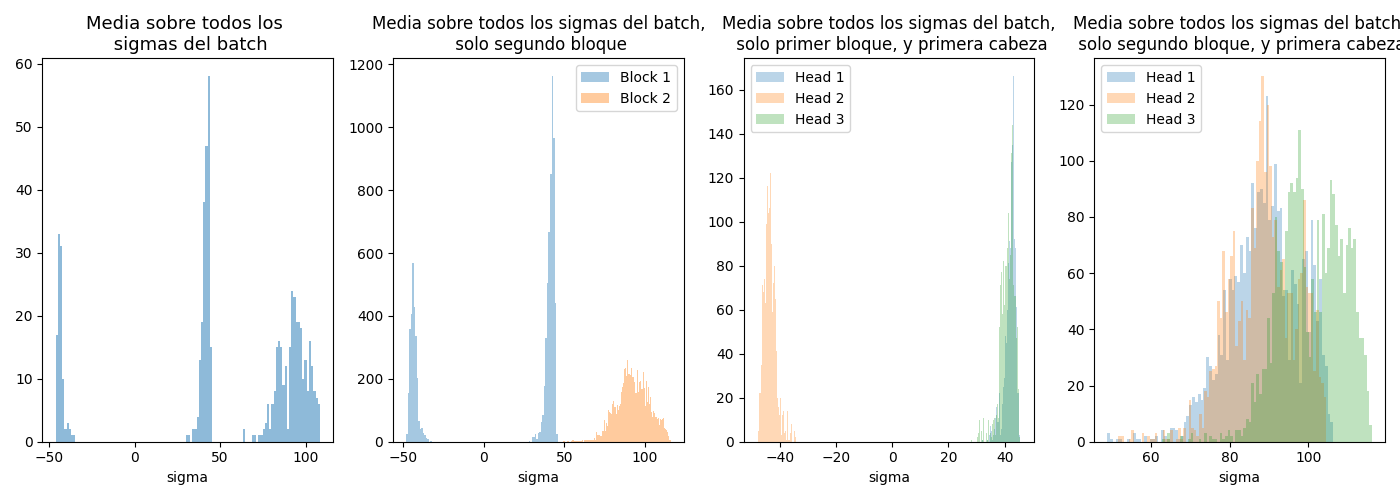 Media sobre todos los
sigmas del batch
60
50
40
30
20
10
0
−50
0
50
100
sigma
Media sobre todos los sigmas del batch,
solo segundo bloque
Block 1
Block 2
1200
1000
800
600
400
200
0
−50
0
50
100
sigma
Media sobre todos los sigmas del batch,
solo primer bloque, y primera cabeza
Head 1
Head 2
Head 3
160
140
120
100
80
60
40
20
0
−40
−20
0
20
40
sigma
Media sobre todos los sigmas del batch
solo segundo bloque, y primera cabeza
Head 1
Head 2
Head 3
120
100
80
60
40
20
0
60
80
100
sigma